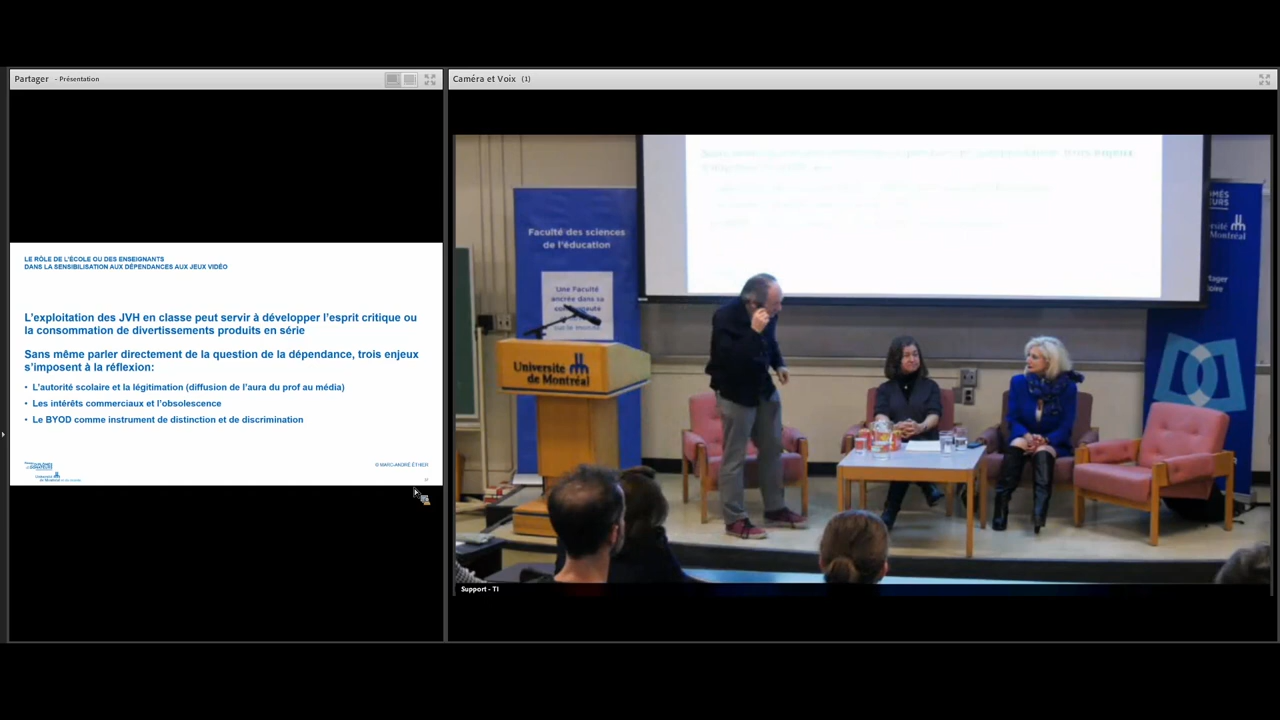 Partager - Présentation
LE RÔLE DE L'ÉCOLE OU DES ENSEIGNANTS
DANS LA SENSIBILISATION AUX DÉPENDANCES AUX JEUX VIDÉO
L'exploitation des JVH en classe peut servir à développer l'esprit critique ou
la consommation de divertissements produits en série
Sans même parler directement de la question de la dépendance, trois enjeux
s'imposent à la réflexion:
• L'autorité scolaire et la légitimation (diffusion de l'aura du prof au média)
• Les intérêts commerciaux et l'obsolescence
• Le BYOD comme instrument de distinction et de discrimination
© MARC-ANDRÉ ÉTHIER
Caméra et Voix (1)
Faculté des sciences
de l'éducation
Une Faculté
ancrée dans sa
Université
de Montréal
Support - TI